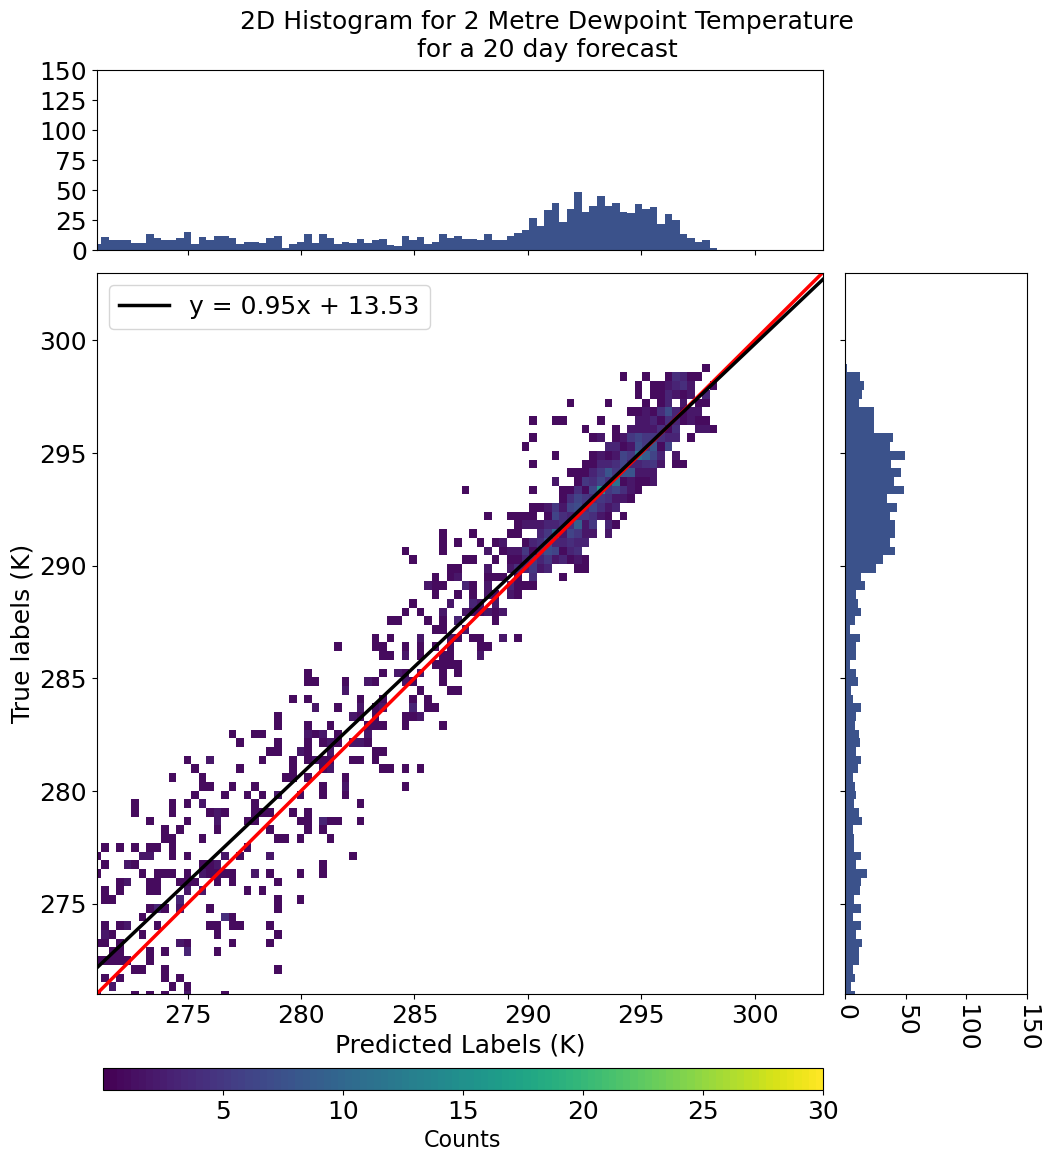 2D Histogram for 2 Metre Dewpoint Temperature
for a 20 day forecast
150
125
100
75
50
25
0
y = 0.95x + 13.53
300
295
290
285
280
275
True labels (K)
275 280 285 290 295 300
Predicted Labels (K)
0 50 100 150
5 10 15 20 25 30
Counts